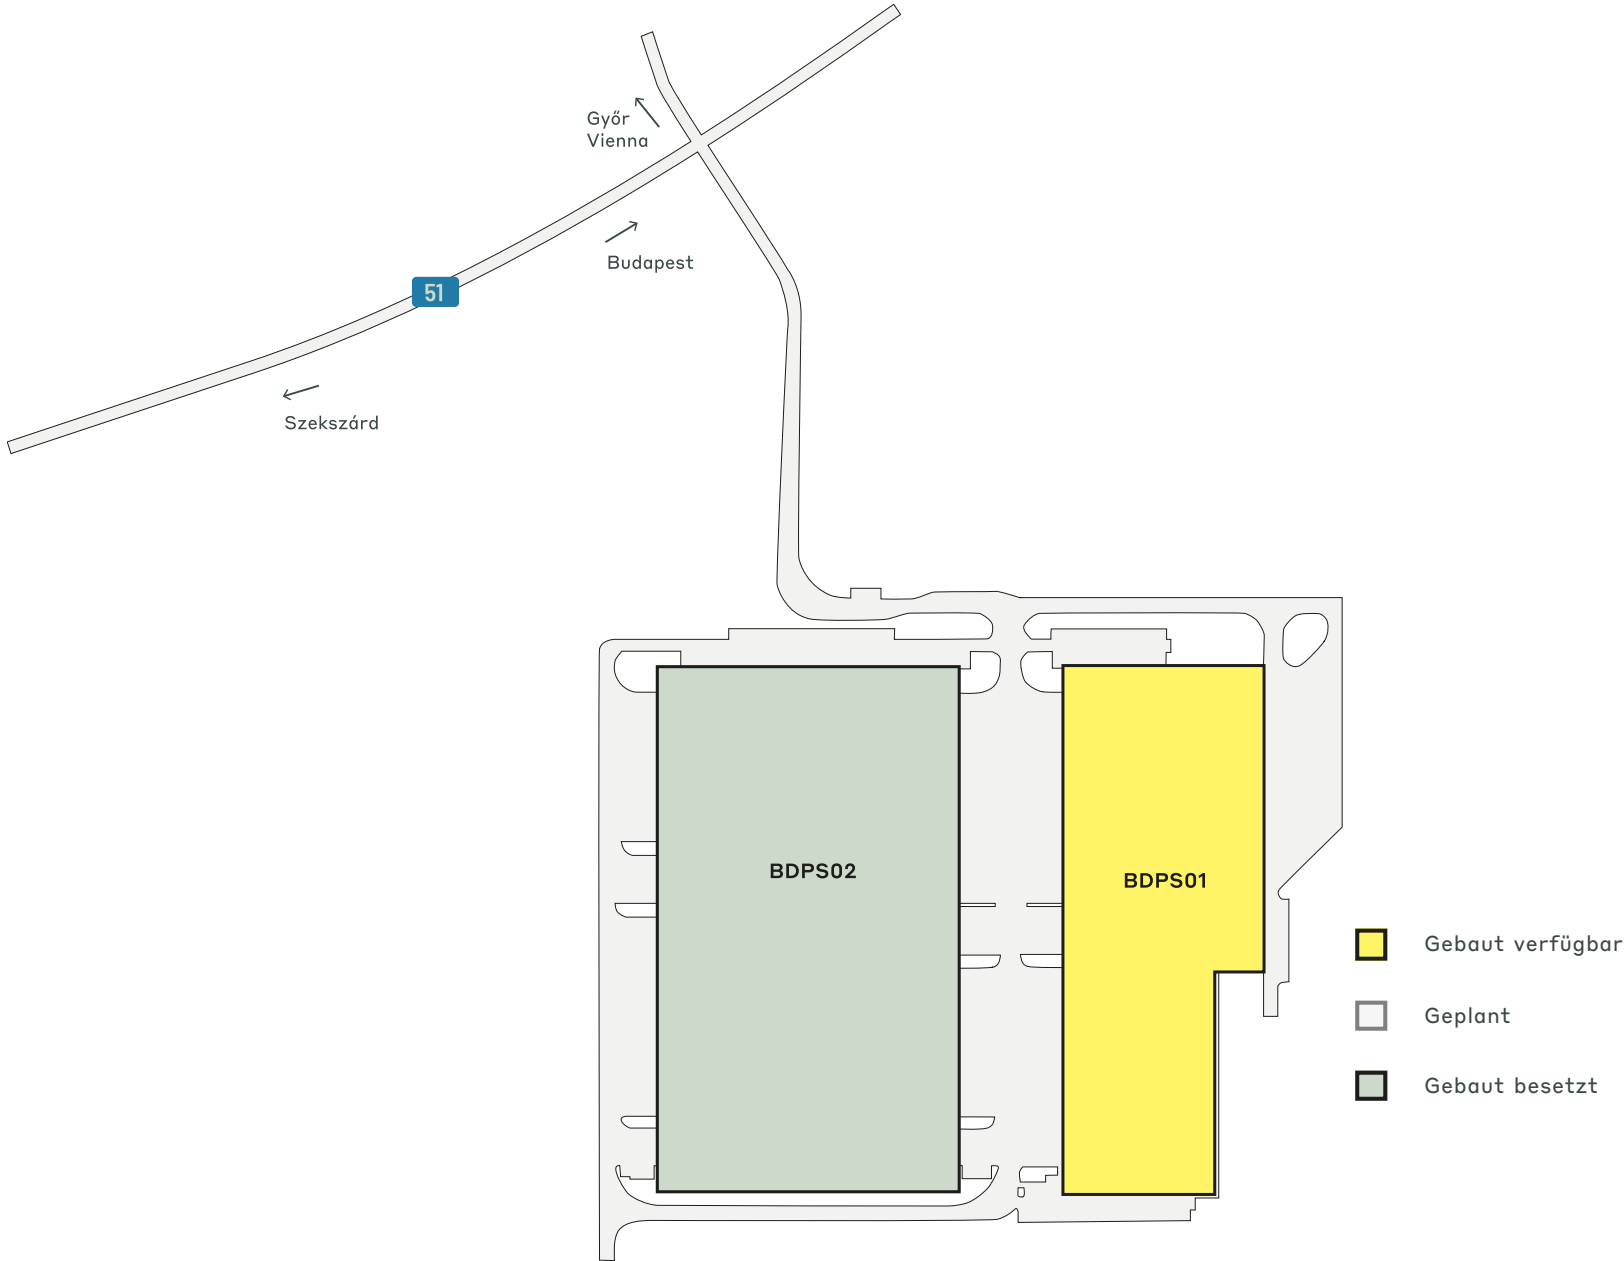 Győr
Vienna
Budapest
51
Szekszárd
BDPS02
BDPS01
Gebaut verfügbar
Geplant
Gebaut besetzt